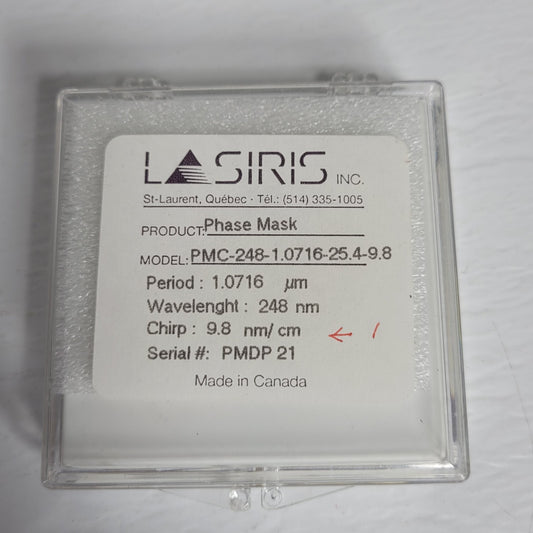 LASIRIS INC.
St-Laurent, Québec · Tél.: (514) 335-1005
PRODUCT: Phase Mask
MODEL: PMC-248-1.0716-25.4-9.8
Period : 1.0716 μm
Wavelenght : 248 nm
Chirp : 9.8 nm/cm ← 1
Serial #: PMDP 21
Made in Canada